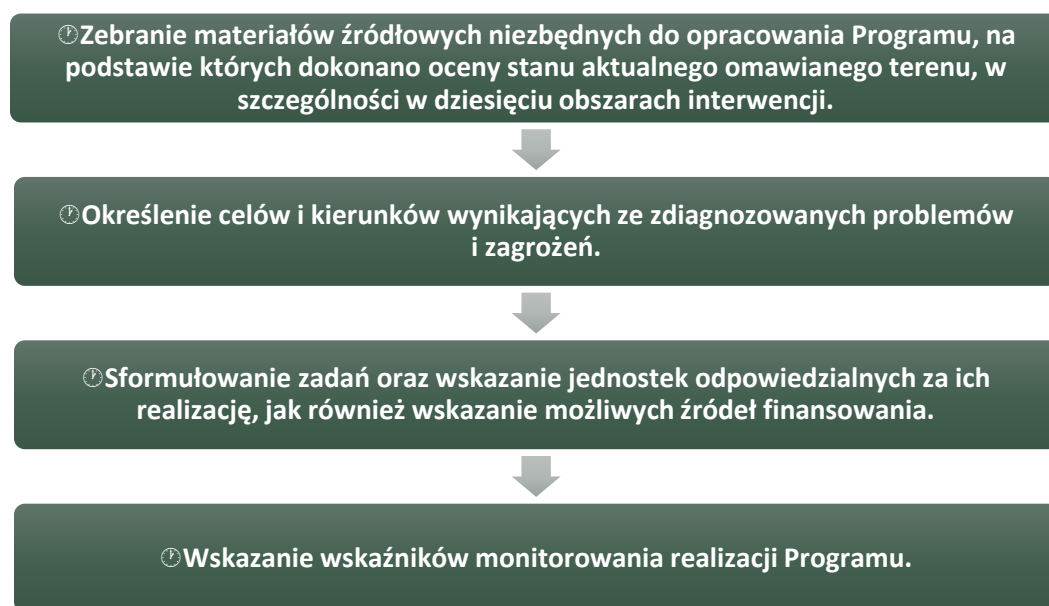 🕐Zebranie materiałów źródłowych niezbędnych do opracowania Programu, na
podstawie których dokonano oceny stanu aktualnego omawianego terenu, w
szczególności w dziesięciu obszarach interwencji.
🕐Określenie celów i kierunków wynikających ze zdiagnozowanych problemów
i zagrożeń.
🕐Sformułowanie zadań oraz wskazanie jednostek odpowiedzialnych za ich
realizację, jak również wskazanie możliwych źródeł finansowania.
🕐Wskazanie wskaźników monitorowania realizacji Programu.